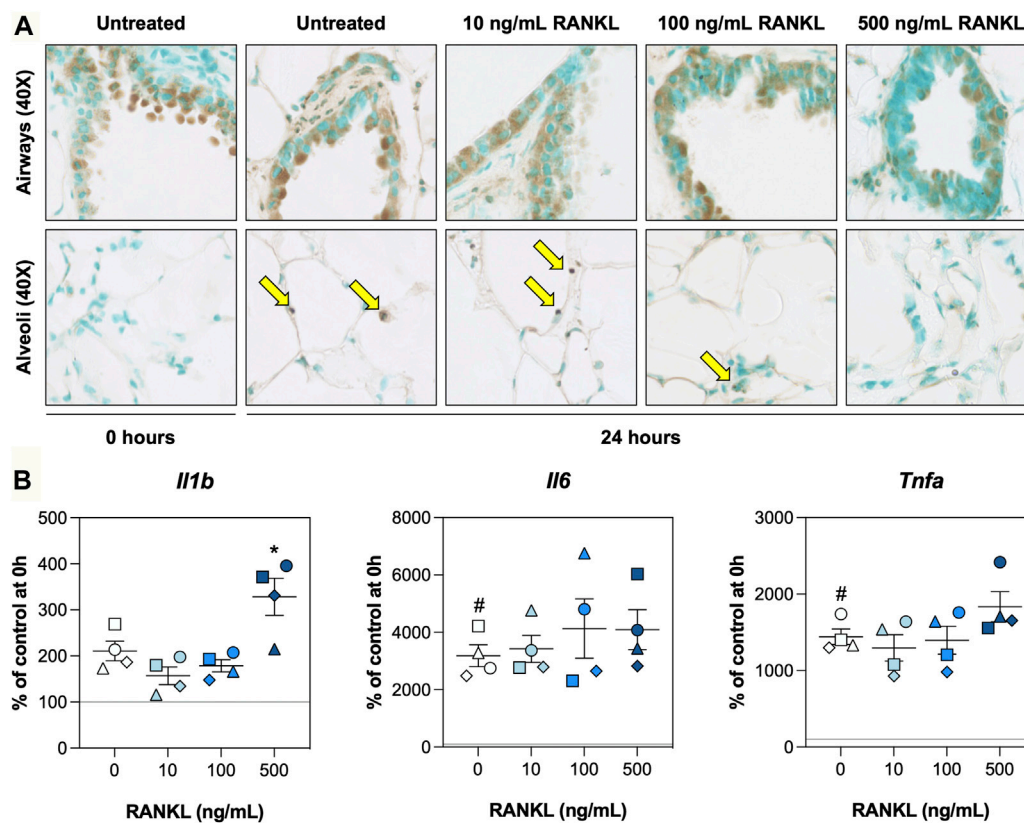 A
Untreated
Untreated
10 ng/mL RANKL
100 ng/mL RANKL
500 ng/mL RANKL
Airways (40X)
Alveoli (40X)
0 hours
24 hours
B
Il1b
Il6
Tnfa
% of control at 0h
500
400
300
200
100
0
*
0
10
100
500
RANKL (ng/mL)
% of control at 0h
8000
6000
4000
2000
0
#
0
10
100
500
RANKL (ng/mL)
% of control at 0h
3000
2000
1000
0
#
0
10
100
500
RANKL (ng/mL)